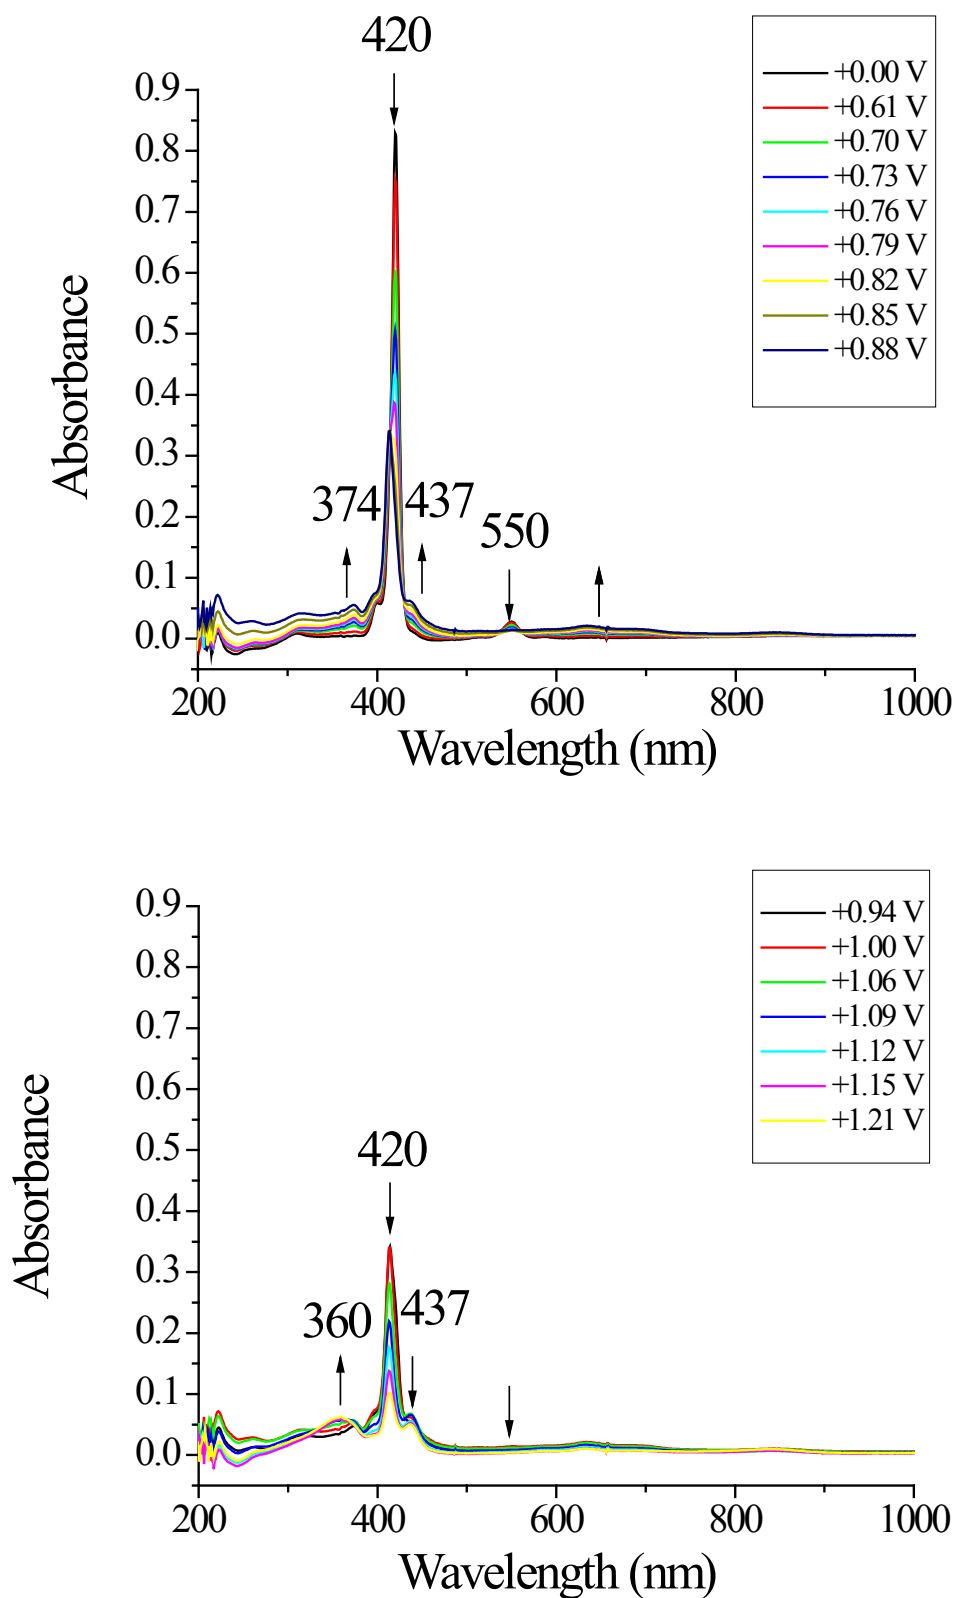 420
0.9
0.8
0.7
0.6
0.5
0.4
0.3
0.2
0.1
0.0
Absorbance
374
437
550
+0.00 V
+0.61 V
+0.70 V
+0.73 V
+0.76 V
+0.79 V
+0.82 V
+0.85 V
+0.88 V
200 400 600 800 1000
Wavelength (nm)
0.9
0.8
0.7
0.6
0.5
0.4
0.3
0.2
0.1
0.0
Absorbance
420
360
437
+0.94 V
+1.00 V
+1.06 V
+1.09 V
+1.12 V
+1.15 V
+1.21 V
200 400 600 800 1000
Wavelength (nm)